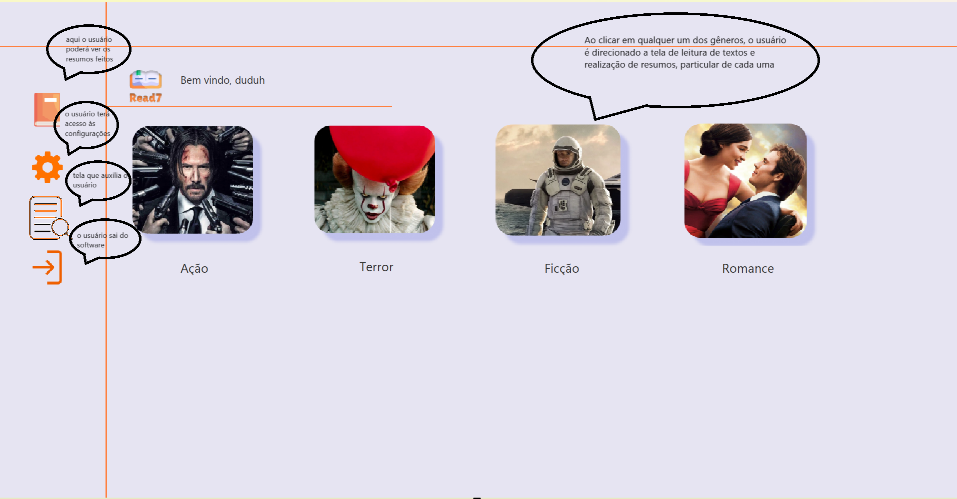 aqui o usuário
poderá ver os
resumos feitos
Ao clicar em qualquer um dos gêneros, o usuário
é direcionado a tela de leitura de textos e
realização de resumos, particular de cada uma
Bem vindo, duduh
Read7
o usuário terá
acesso às
configurações
tela que auxilia o
usuário
o usuário sai do
software
Ação
Terror
Ficção
Romance